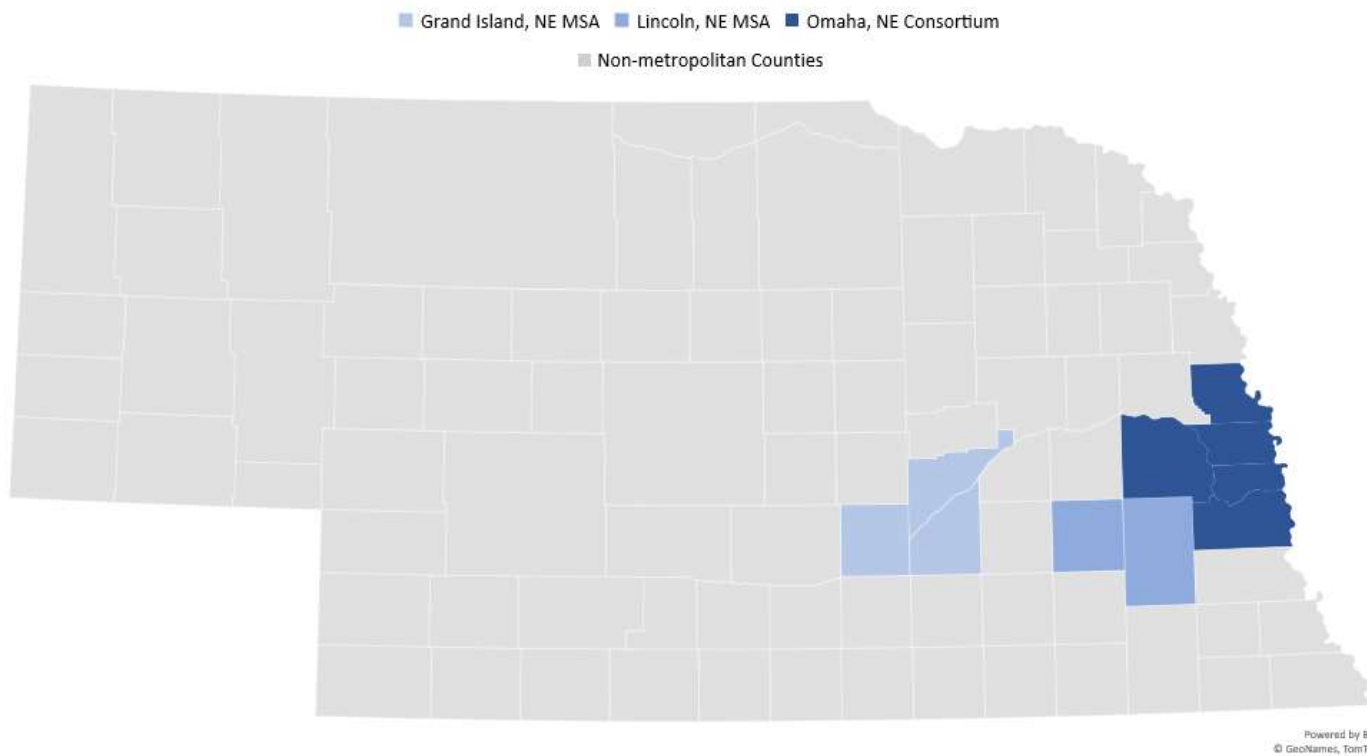 Grand Island, NE MSA Lincoln, NE MSA Omaha, NE Consortium
Non-metropolitan Counties
Powered by
© GeoNames,